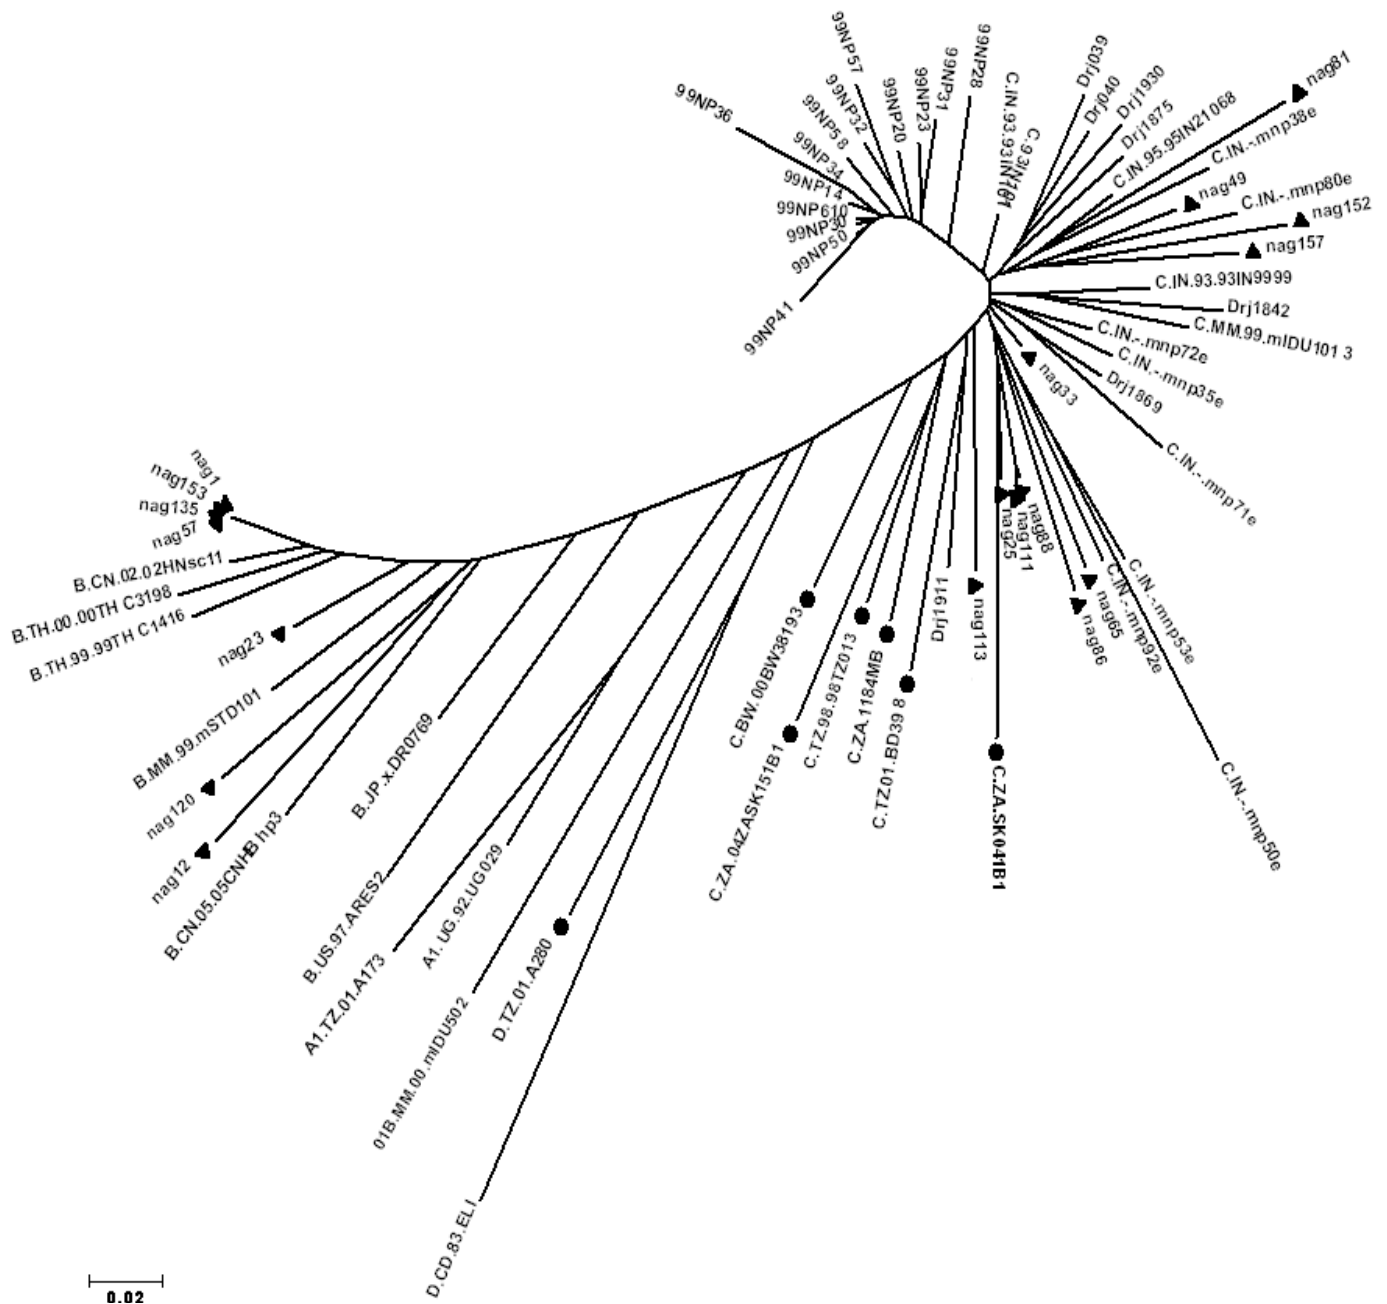 99NP36
99NP57
99NP32
99NP58
99NP34
99NP14
99NP610
99NP30
99NP50
99NP41
99NP20
99NP23
99NP31
99NP28
C.IN.93.93IN101
C.93IN101
Drj039
Drj040
Drj1930
Drj1875
C.IN.95.95IN21068
nag81
C.IN.-.mnp38e
nag49
C.IN.-.mnp80e
nag152
nag157
C.IN.93.93IN9999
Drj1842
C.MM.99.mIDU101 3
C.IN.-.mnp72e
C.IN.-.mnp35e
Drj1869
nag33
C.IN.-.mnp71e
nag88
nag111
nag25
C.IN.-.mnp53e
C.IN.-.mnp92e
nag65
nag86
C.IN.-.mnp50e
C.ZA.SK041B1
nag113
Drj1911
C.TZ01.BD39 8
C.ZA.1184MB
C.TZ.98.98TZ013
C.ZA.04ZASK151B1
C.BW.00BW38193
D.CD.83.ELI
D.TZ.01.A280
01B.MM.00.mIDU502
A1.UG.92.UG029
A1.TZ.01.A173
B.US.97.ARES2
B.JP.x.DR0769
B.CN.05.05CNHB hp3
nag12
nag120
B.MM.99.mSTD101
nag23
B.TH.99.99TH C1416
B.TH.00.00TH C3198
B.CN.02.02HNsc11
nag57
nag135
nag153
nag1
0.02